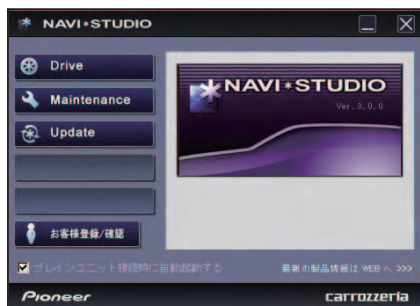 NAVI*STUDIO
Drive
Maintenance
Update
お客様登録/確認
NAVI*STUDIO
Ver.3.0.0
ブレインユニット接続時に自動起動する
最新の製品情報は WEB へ >>>
Pioneer
carrozzeria